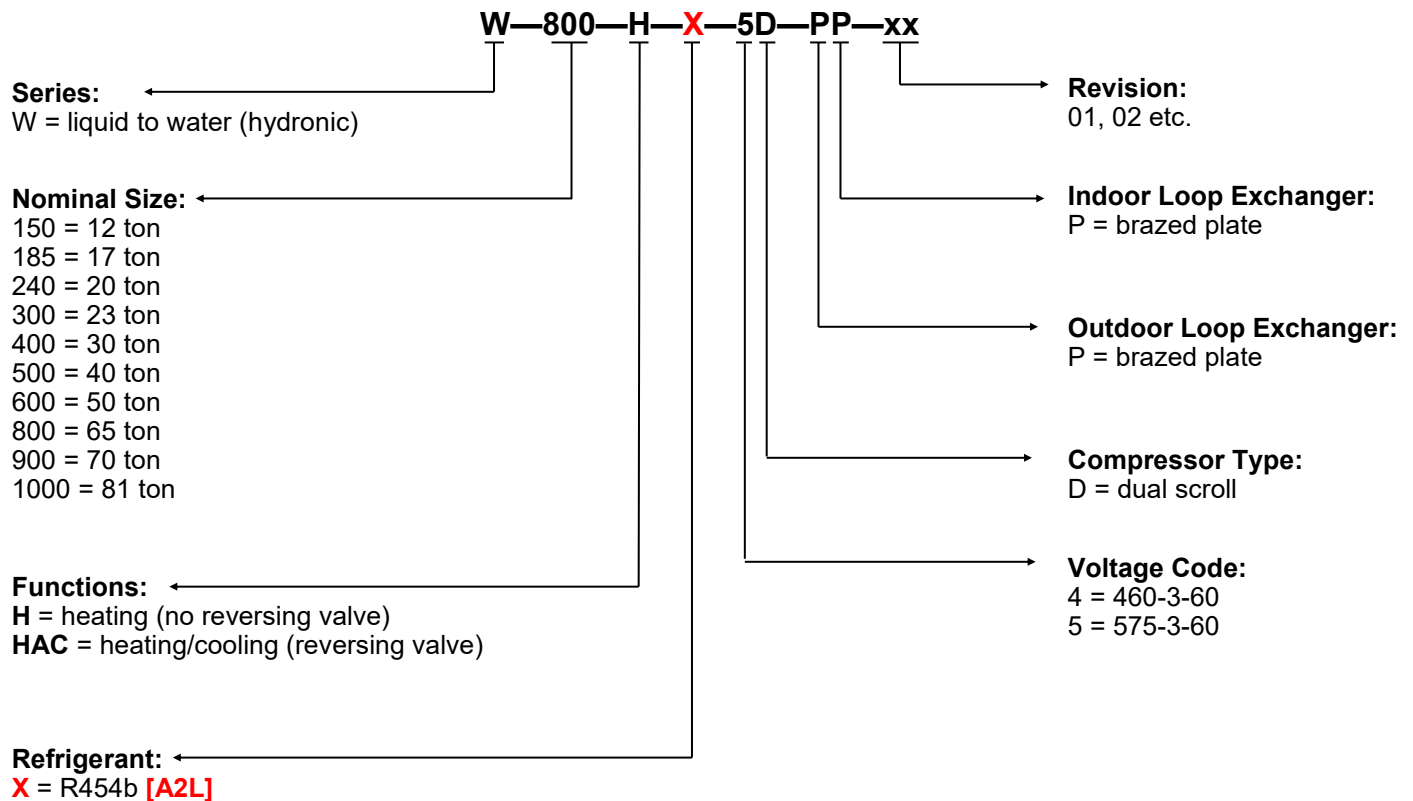 W—800—H—X—5D—PP—xx
Series:
W = liquid to water (hydronic)
Nominal Size:
150 = 12 ton
185 = 17 ton
240 = 20 ton
300 = 23 ton
400 = 30 ton
500 = 40 ton
600 = 50 ton
800 = 65 ton
900 = 70 ton
1000 = 81 ton
Functions:
H = heating (no reversing valve)
HAC = heating/cooling (reversing valve)
Refrigerant:
X = R454b [A2L]
Revision:
01, 02 etc.
Indoor Loop Exchanger:
P = brazed plate
Outdoor Loop Exchanger:
P = brazed plate
Compressor Type:
D = dual scroll
Voltage Code:
4 = 460-3-60
5 = 575-3-60